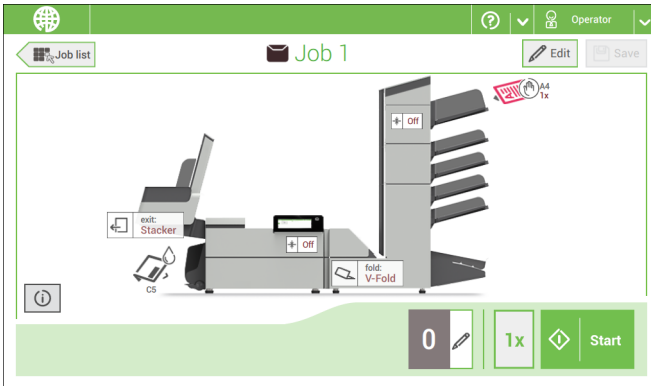 Operator
Job list
Job 1
Edit
Save
A4
1x
Off
exit:
Stacker
Off
fold:
V-Fold
C5
0
1x
Start